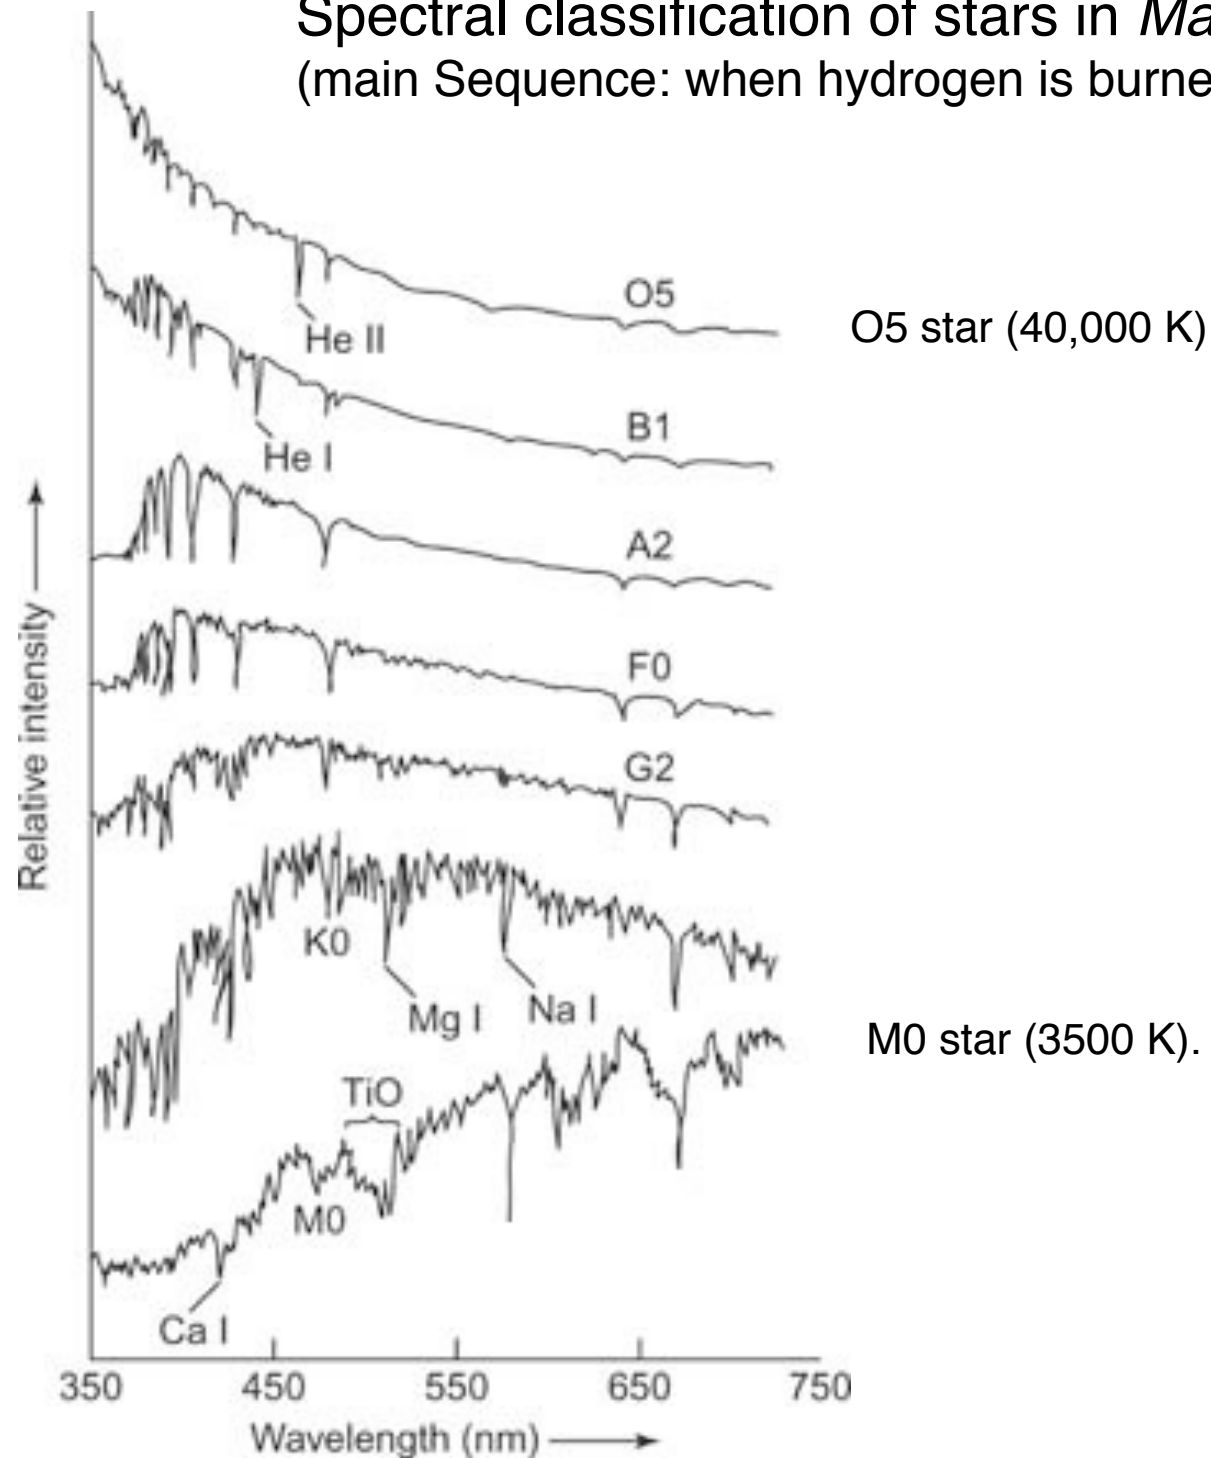 Spectral classification of stars in Ma
(main Sequence: when hydrogen is burne
O5
O5 star (40,000 K)
He II
B1
He I
A2
F0
G2
K0
Mg I
Na I
M0 star (3500 K).
TiO
M0
Ca I
Relative intensity
350 450 550 650 750
Wavelength (nm)